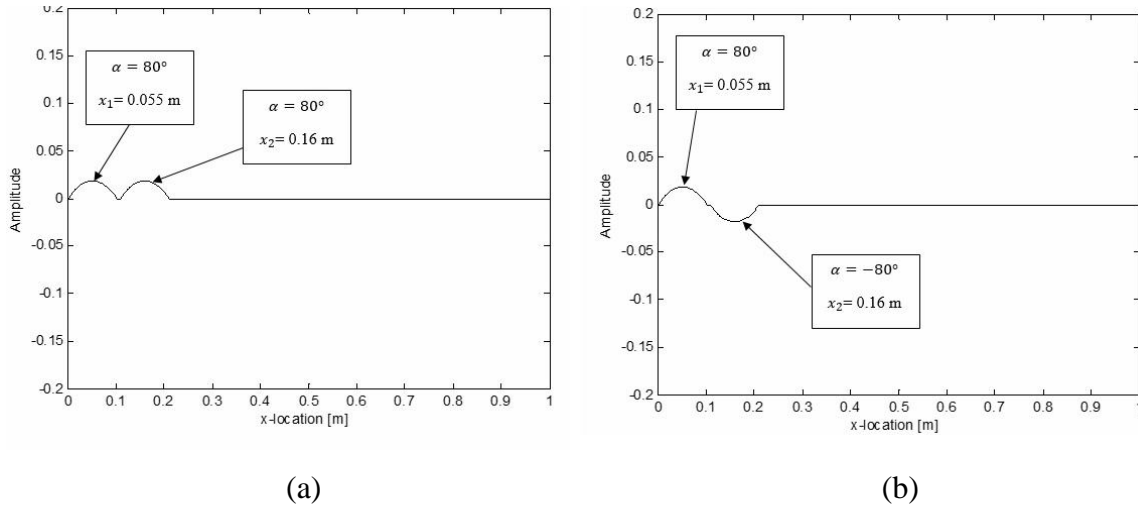 0.2
0.15
0.1
0.05
0
-0.05
-0.1
-0.15
-0.2
Amplitude
α = 80°
x₁= 0.055 m
α = 80°
x₂= 0.16 m
0 0.1 0.2 0.3 0.4 0.5 0.6 0.7 0.8 0.9 1
x-location [m]
(a)
0.2
0.15
0.1
0.05
0
-0.05
-0.1
-0.15
-0.2
Amplitude
α = 80°
x₁= 0.055 m
α = −80°
x₂= 0.16 m
0 0.1 0.2 0.3 0.4 0.5 0.6 0.7 0.8 0.9 1
x-location [m]
(b)